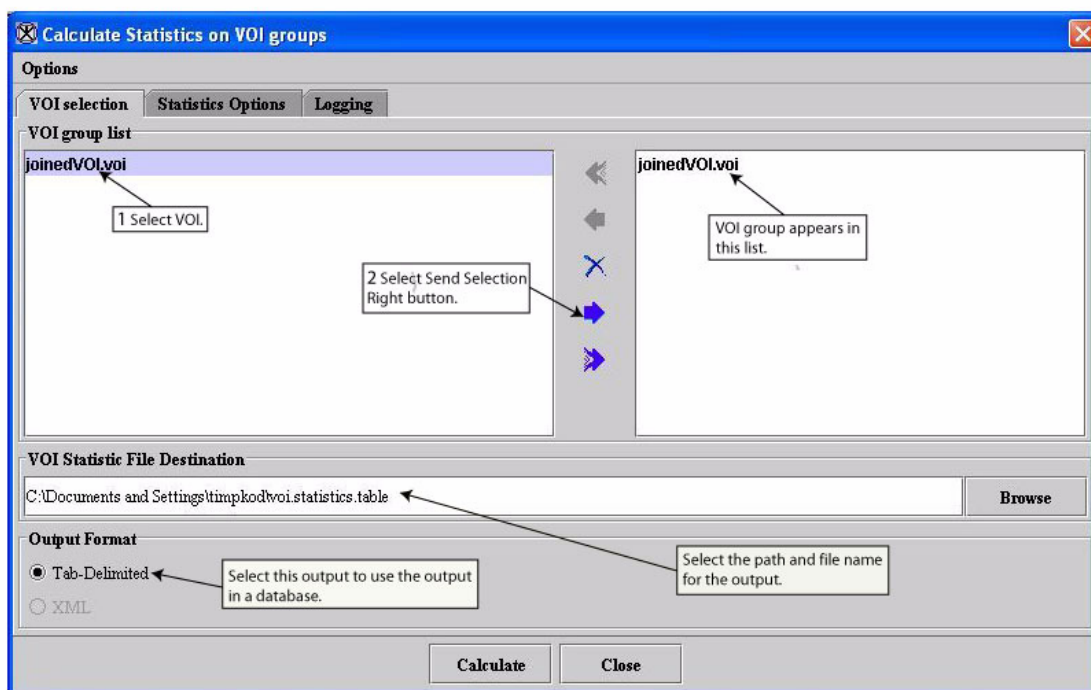 Calculate Statistics on VOI groups
Options
VOI selection
Statistics Options
Logging
VOI group list
joinedVOI.voi
1 Select VOI.
2 Select Send Selection
Right button.
joinedVOI.voi
VOI group appears in
this list.
VOI Statistic File Destination
C:\Documents and Settings\timpkod\voi.statistics.table
Browse
Output Format
Tab-Delimited
Select this output to use the output
in a database.
Select the path and file name
for the output.
XML
Calculate
Close